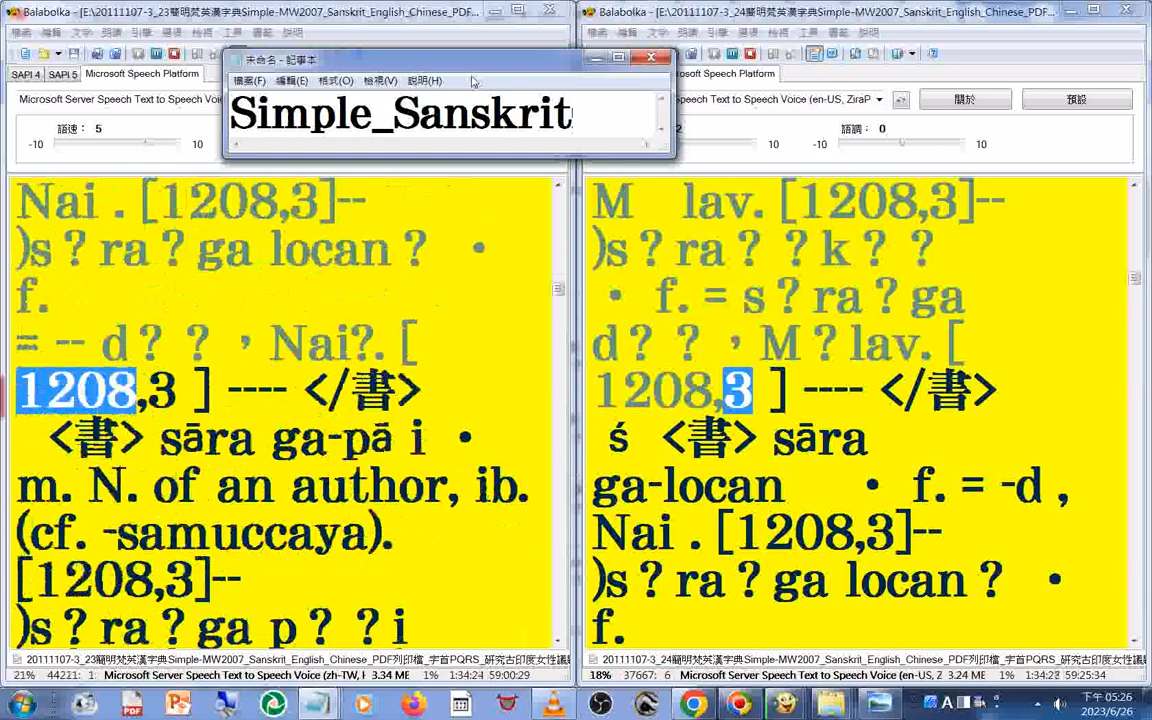 Balabolka - [E:\20111107-3_23簡明梵英漢字典Simple-MW2007_Sanskrit_English_Chinese_PDF...
SAPI 4 SAPI 5 Microsoft Speech Platform
Microsoft Server Speech Text to Speech Voice
語速： 5
-10 10
Nai . [1208,3]--
)s ? ra ? ga locan ? •
f.
= -- d ? ? ，Nai?. [
1208,3 ] ---- </書>
<書> sāra ga-pā i •
m. N. of an author, ib.
(cf. -samuccaya).
[1208,3]--
)s ? ra ? ga p ? ? i
20111107-3_23簡明梵英漢字典Simple-MW2007_Sanskrit_English_Chinese_PDF列印檔_字首PQRS_研究古印度女性議題
21% 44221: 1: Microsoft Server Speech Text to Speech Voice (zh-TW, H 3.34 MB 1% 1:34:24 59:00:29
未命名 - 記事本
檔案(F) 編輯(E) 格式(O) 檢視(V) 說明(H)
Simple_Sanskrit
Balabolka - [E:\20111107-3_24簡明梵英漢字典Simple-MW2007_Sanskrit_English_Chinese_PDF...
Speech Platform
Speech Text to Speech Voice (en-US, ZiraP 關於 預設
2 語調： 0
10 -10 10
M lav. [1208,3]--
)s ? ra ? ? k ? ?
• f. = s ? ra ? ga
d ? ? ，M ? lav. [
1208,3 ] ---- </書>
ś <書> sāra
ga-locan • f. = -d ,
Nai . [1208,3]--
)s ? ra ? ga locan ? •
f.
20111107-3_24簡明梵英漢字典Simple-MW2007_Sanskrit_English_Chinese_PDF列印檔_字首PQRS_研究古印度女性議
18% 37667: 6 Microsoft Server Speech Text to Speech Voice (en-US, Z 3.24 MB 1% 1:34:2 59:25:34
下午 05:26
2023/6/26